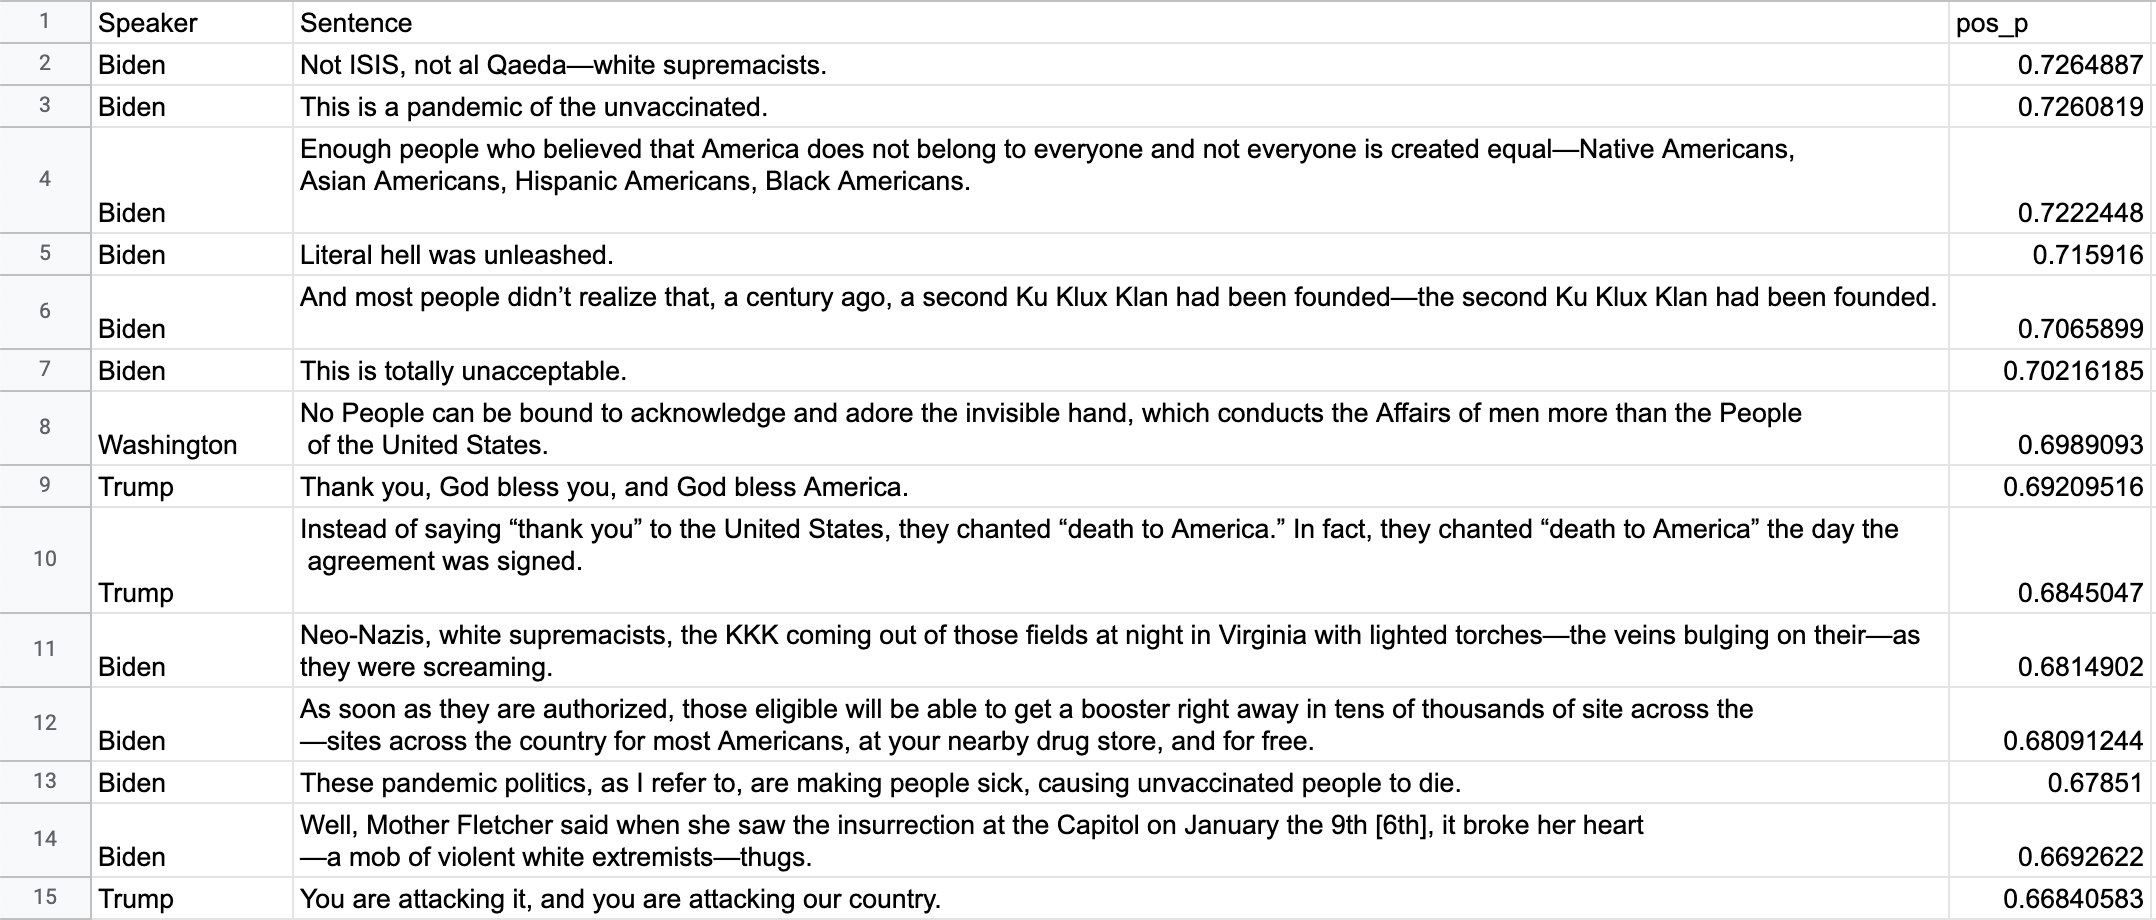 1 Speaker Sentence pos_p
2 Biden Not ISIS, not al Qaeda—white supremacists. 0.7264887
3 Biden This is a pandemic of the unvaccinated. 0.7260819
Enough people who believed that America does not belong to everyone and not everyone is created equal—Native Americans,
4 Asian Americans, Hispanic Americans, Black Americans.
Biden 0.7222448
5 Biden Literal hell was unleashed. 0.715916
And most people didn’t realize that, a century ago, a second Ku Klux Klan had been founded—the second Ku Klux Klan had been founded.
6 Biden 0.7065899
7 Biden This is totally unacceptable. 0.70216185
No People can be bound to acknowledge and adore the invisible hand, which conducts the Affairs of men more than the People
8 Washington of the United States. 0.6989093
9 Trump Thank you, God bless you, and God bless America. 0.69209516
Instead of saying “thank you” to the United States, they chanted “death to America.” In fact, they chanted “death to America” the day the
10 agreement was signed.
Trump 0.6845047
Neo-Nazis, white supremacists, the KKK coming out of those fields at night in Virginia with lighted torches—the veins bulging on their—as
11 Biden they were screaming. 0.6814902
As soon as they are authorized, those eligible will be able to get a booster right away in tens of thousands of site across the
12 Biden —sites across the country for most Americans, at your nearby drug store, and for free. 0.68091244
13 Biden These pandemic politics, as I refer to, are making people sick, causing unvaccinated people to die. 0.67851
Well, Mother Fletcher said when she saw the insurrection at the Capitol on January the 9th [6th], it broke her heart
14 Biden —a mob of violent white extremists—thugs. 0.6692622
15 Trump You are attacking it, and you are attacking our country. 0.66840583